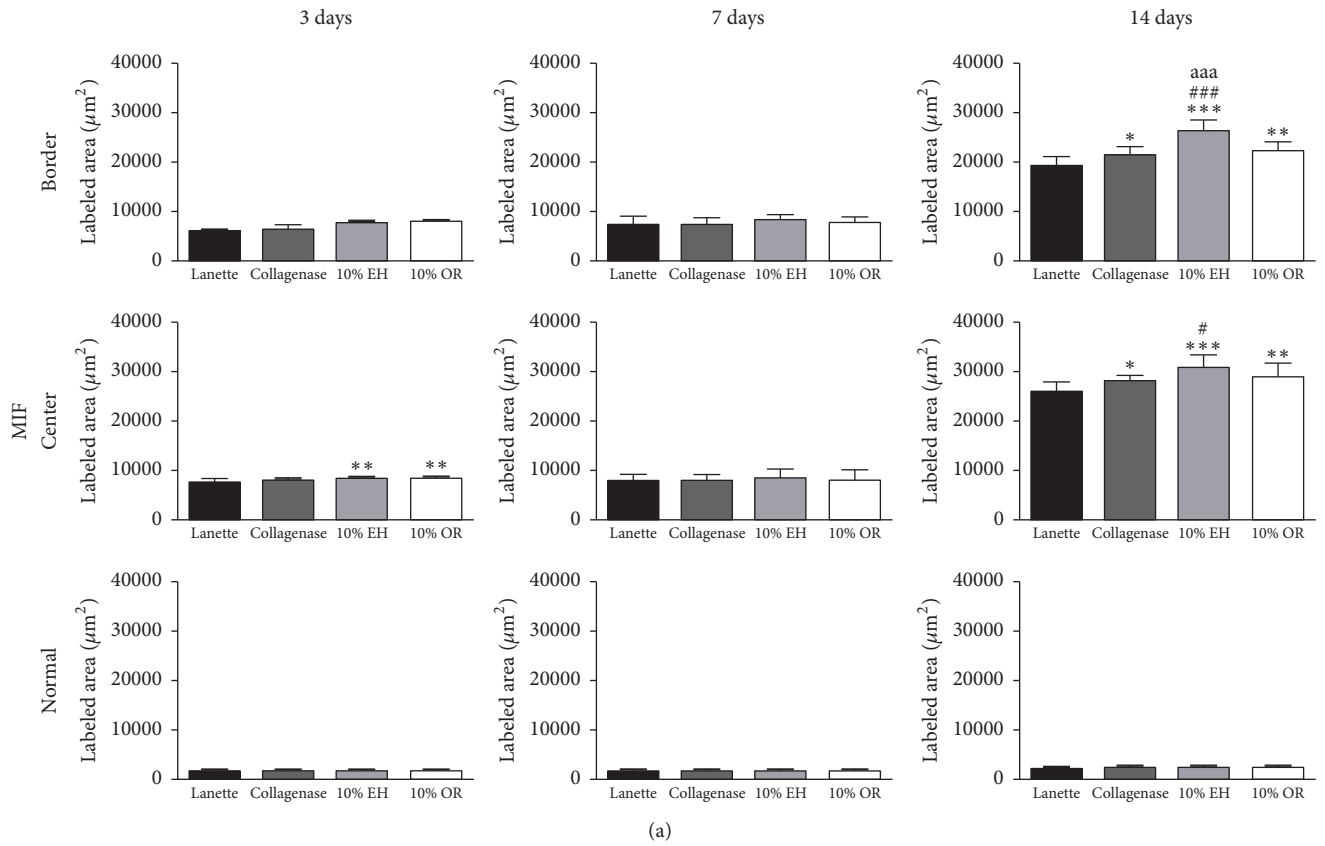 3 days
7 days
14 days
MIF
Border
Labeled area (μm²)
40000
30000
20000
10000
0
Lanette Collagenase 10% EH 10% OR
Labeled area (μm²)
40000
30000
20000
10000
0
Lanette Collagenase 10% EH 10% OR
Labeled area (μm²)
40000
30000
20000
10000
0
aaa
###
***
*
**
Lanette Collagenase 10% EH 10% OR
Center
Labeled area (μm²)
40000
30000
20000
10000
0
** **
Lanette Collagenase 10% EH 10% OR
Labeled area (μm²)
40000
30000
20000
10000
0
Lanette Collagenase 10% EH 10% OR
Labeled area (μm²)
40000
30000
20000
10000
0
#
***
*
**
Lanette Collagenase 10% EH 10% OR
Normal
Labeled area (μm²)
40000
30000
20000
10000
0
Lanette Collagenase 10% EH 10% OR
Labeled area (μm²)
40000
30000
20000
10000
0
Lanette Collagenase 10% EH 10% OR
Labeled area (μm²)
40000
30000
20000
10000
0
Lanette Collagenase 10% EH 10% OR
(a)